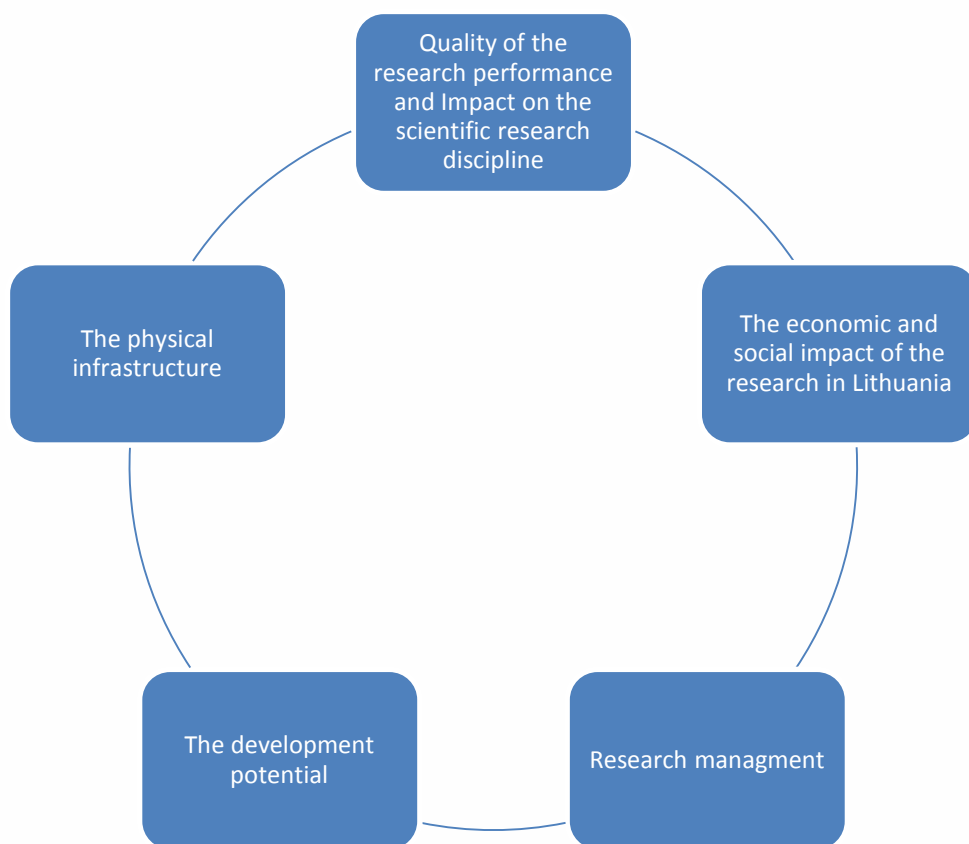 Quality of the
research performance
and Impact on the
scientific research
discipline
The physical
infrastructure
The economic and
social impact of the
research in Lithuania
The development
potential
Research managment